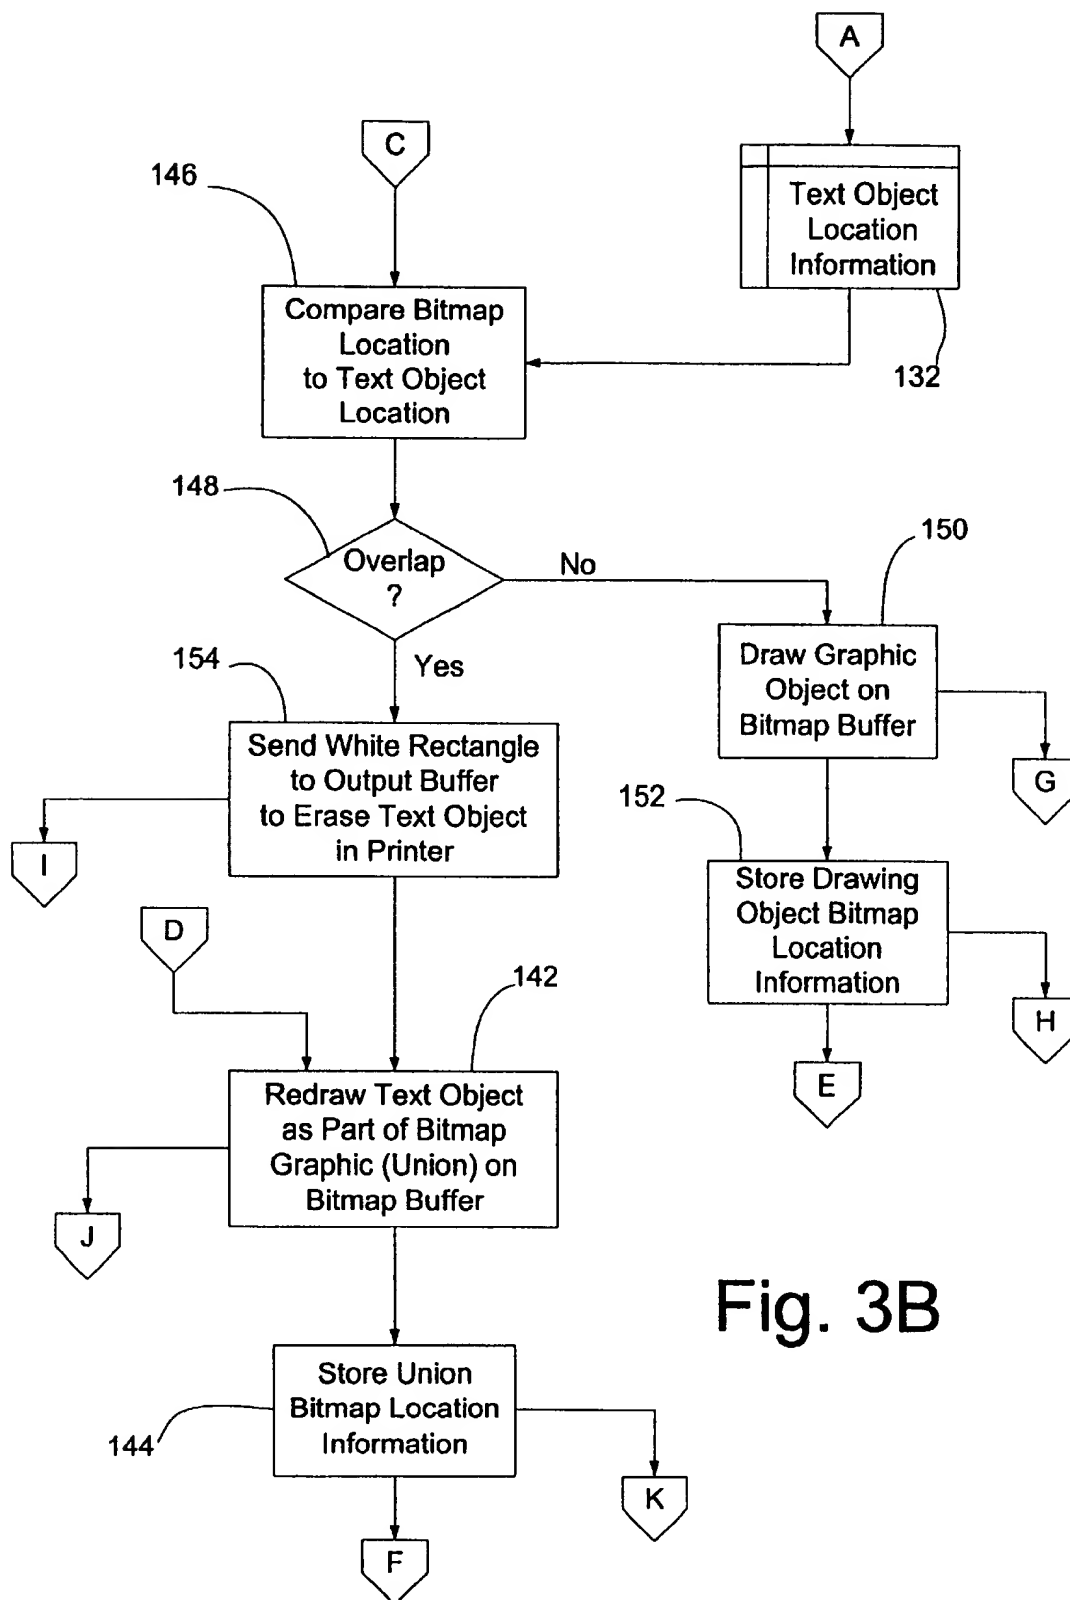 A
C
146
Text Object
Location
Information
132
Compare Bitmap
Location
to Text Object
Location
148
Overlap
?
No
Yes
150
Draw Graphic
Object on
Bitmap Buffer
G
154
Send White Rectangle
to Output Buffer
to Erase Text Object
in Printer
I
152
Store Drawing
Object Bitmap
Location
Information
H
E
D
142
Redraw Text Object
as Part of Bitmap
Graphic (Union) on
Bitmap Buffer
J
Fig. 3B
Store Union
Bitmap Location
Information
144
K
F